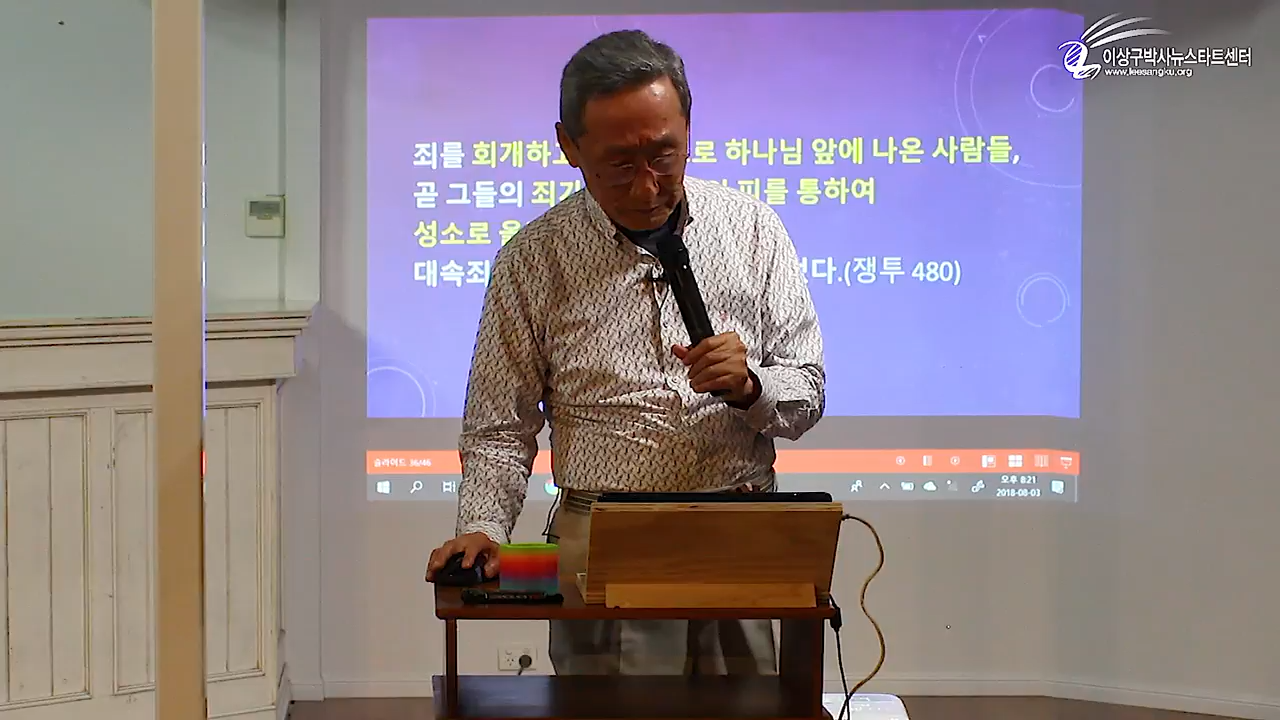 이상구박사뉴스타트센터
www.leesangku.org
죄를 회개하고 로 하나님 앞에 나온 사람들,
곧 그들의 피를 통하여
성소로
대속죄 다.(쟁투 480)
슬라이드 36/46
오후 8:21
2018-08-03